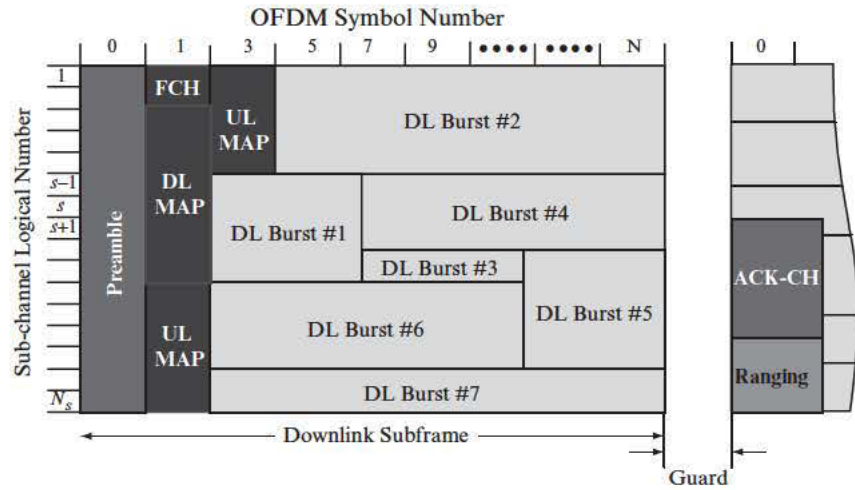 OFDM Symbol Number
0 1 3 5 7 9 •••• •••• N 0
Sub-channel Logical Number
1
s–1
s
s+1
Ns
Preamble
FCH
DL
MAP
UL
MAP
UL
MAP
DL Burst #2
DL Burst #1
DL Burst #4
DL Burst #3
DL Burst #5
DL Burst #6
DL Burst #7
ACK-CH
Ranging
Downlink Subframe
Guard